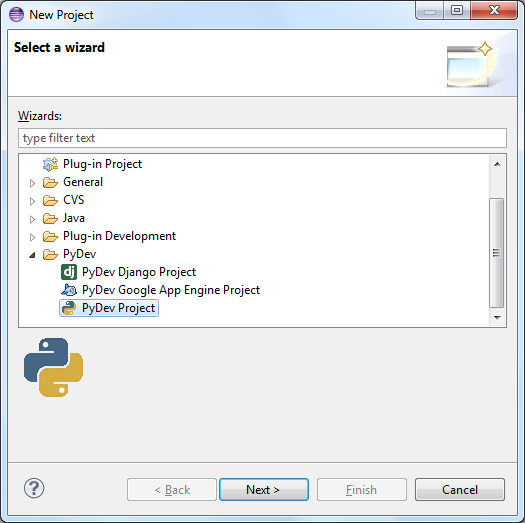 New Project
Select a wizard
Wizards:
type filter text
Plug-in Project
General
CVS
Java
Plug-in Development
PyDev
dj PyDev Django Project
PyDev Google App Engine Project
PyDev Project
? < Back Next > Finish Cancel